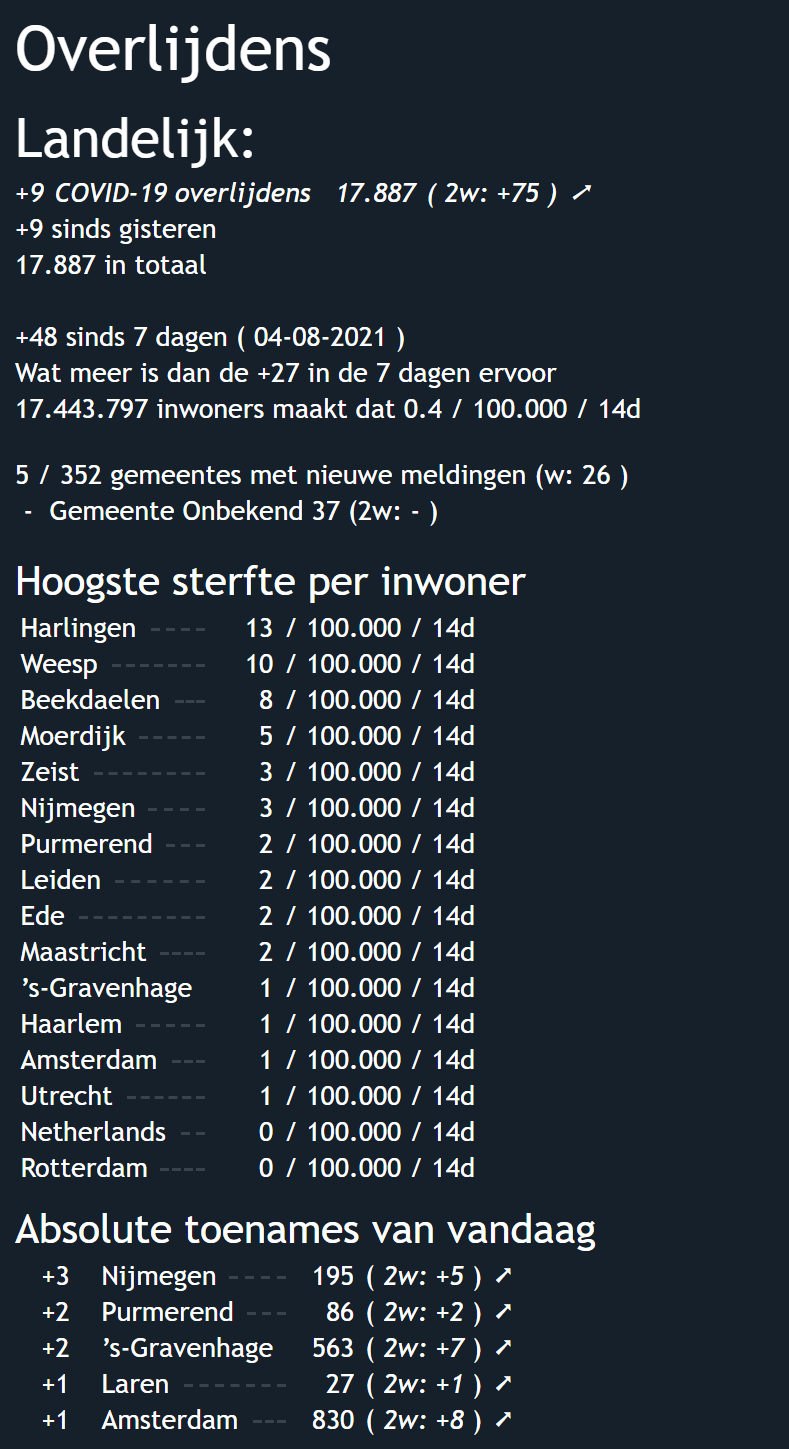 Overlijdens
Landelijk:
+9 COVID-19 overlijdens 17.887 ( 2w: +75 ) ➚
+9 sinds gisteren
17.887 in totaal
+48 sinds 7 dagen ( 04-08-2021 )
Wat meer is dan de +27 in de 7 dagen ervoor
17.443.797 inwoners maakt dat 0.4 / 100.000 / 14d
5 / 352 gemeentes met nieuwe meldingen (w: 26 )
- Gemeente Onbekend 37 (2w: - )
Hoogste sterfte per inwoner
Harlingen ---- 13 / 100.000 / 14d
Weesp ------- 10 / 100.000 / 14d
Beekdaelen --- 8 / 100.000 / 14d
Moerdijk ----- 5 / 100.000 / 14d
Zeist -------- 3 / 100.000 / 14d
Nijmegen ---- 3 / 100.000 / 14d
Purmerend --- 2 / 100.000 / 14d
Leiden ------ 2 / 100.000 / 14d
Ede --------- 2 / 100.000 / 14d
Maastricht ---- 2 / 100.000 / 14d
’s-Gravenhage 1 / 100.000 / 14d
Haarlem ----- 1 / 100.000 / 14d
Amsterdam --- 1 / 100.000 / 14d
Utrecht ------ 1 / 100.000 / 14d
Netherlands -- 0 / 100.000 / 14d
Rotterdam ---- 0 / 100.000 / 14d
Absolute toenames van vandaag
+3 Nijmegen ---- 195 ( 2w: +5 ) ➚
+2 Purmerend --- 86 ( 2w: +2 ) ➚
+2 ’s-Gravenhage 563 ( 2w: +7 ) ➚
+1 Laren ------- 27 ( 2w: +1 ) ➚
+1 Amsterdam --- 830 ( 2w: +8 ) ➚